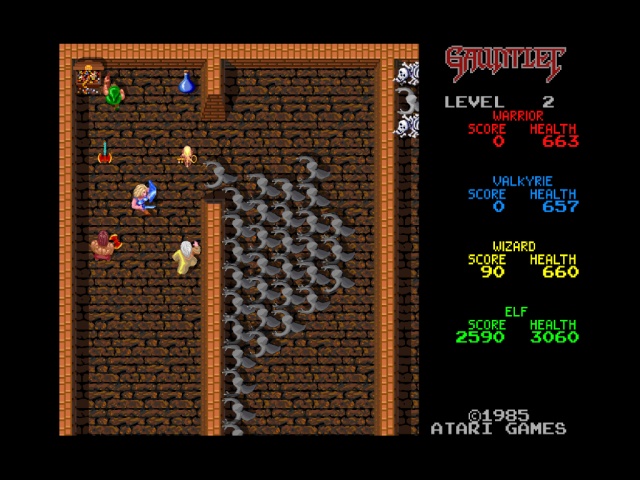 GAUNTLET
LEVEL 2
WARRIOR
SCORE HEALTH
0 663
VALKYRIE
SCORE HEALTH
0 657
WIZARD
SCORE HEALTH
90 660
ELF
SCORE HEALTH
2590 3060
©1985
ATARI GAMES